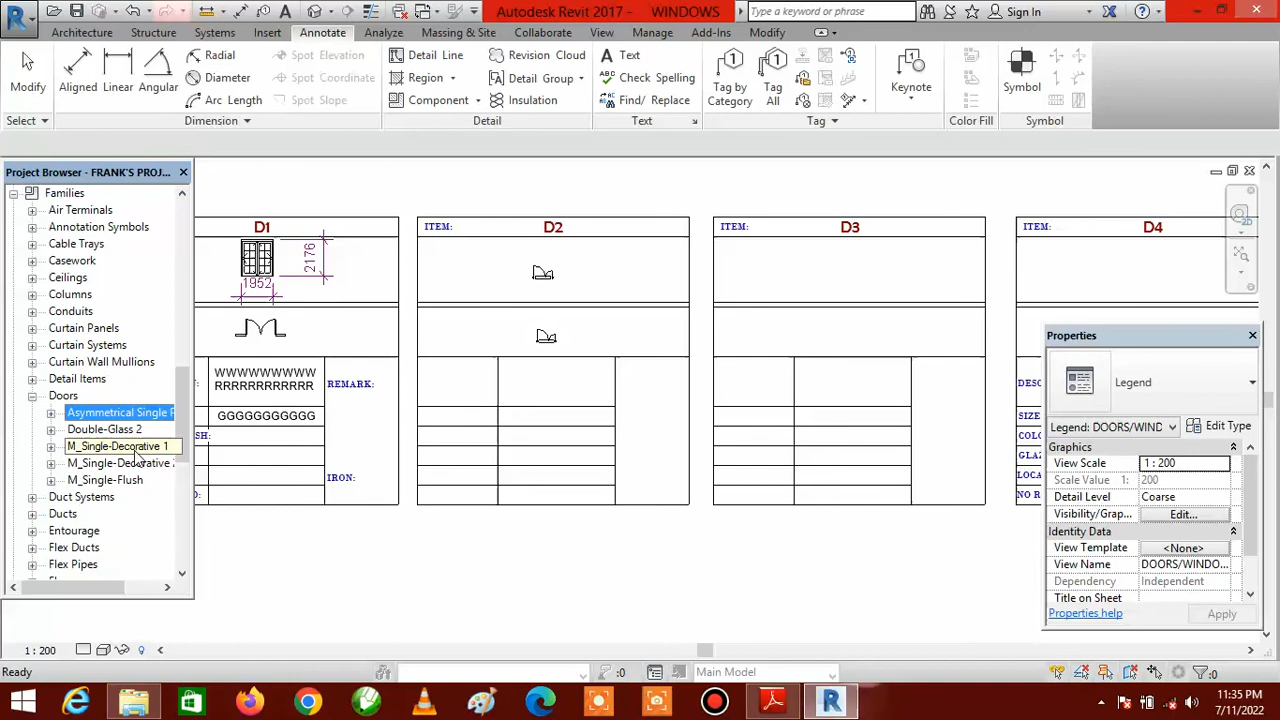 Autodesk Revit 2017 - WINDOWS
Type a keyword or phrase
Sign In
Architecture Structure Systems Insert Annotate Analyze Massing & Site Collaborate View Manage Add-Ins Modify
Modify
Aligned Linear Angular
Radial
Diameter
Arc Length
Spot Elevation
Spot Coordinate
Spot Slope
Detail Line
Region
Component
Revision Cloud
Detail Group
Insulation
Text
Check Spelling
Find/ Replace
Tag by Category
Tag All
Keynote
Symbol
Select Dimension Detail Text Tag Color Fill Symbol
Project Browser - FRANK'S PROJ...
Families
Air Terminals
Annotation Symbols
Cable Trays
Casework
Ceilings
Columns
Conduits
Curtain Panels
Curtain Systems
Curtain Wall Mullions
Detail Items
Doors
Asymmetrical Single
Double-Glass 2
M_Single-Decorative 1
M_Single-Decorative
M_Single-Flush
Duct Systems
Ducts
Entourage
Flex Ducts
Flex Pipes
D1
2176
1952
WWWWWWWWWW
RRRRRRRRRRRR
REMARK:
GGGGGGGGGGG
SH:
IRON:
ITEM: D2
ITEM: D3
ITEM: D4
DESC
SIZE
COLO
GLAZ
LOCA
NO R
Properties
Legend
Legend: DOORS/WIND Edit Type
Graphics
View Scale 1 : 200
Scale Value 1: 200
Detail Level Coarse
Visibility/Grap... Edit...
Identity Data
View Template <None>
View Name DOORS/WINDO...
Dependency Independent
Title on Sheet
Properties help Apply
1 : 200
Ready
:0
Main Model
:0
11:35 PM
7/11/2022